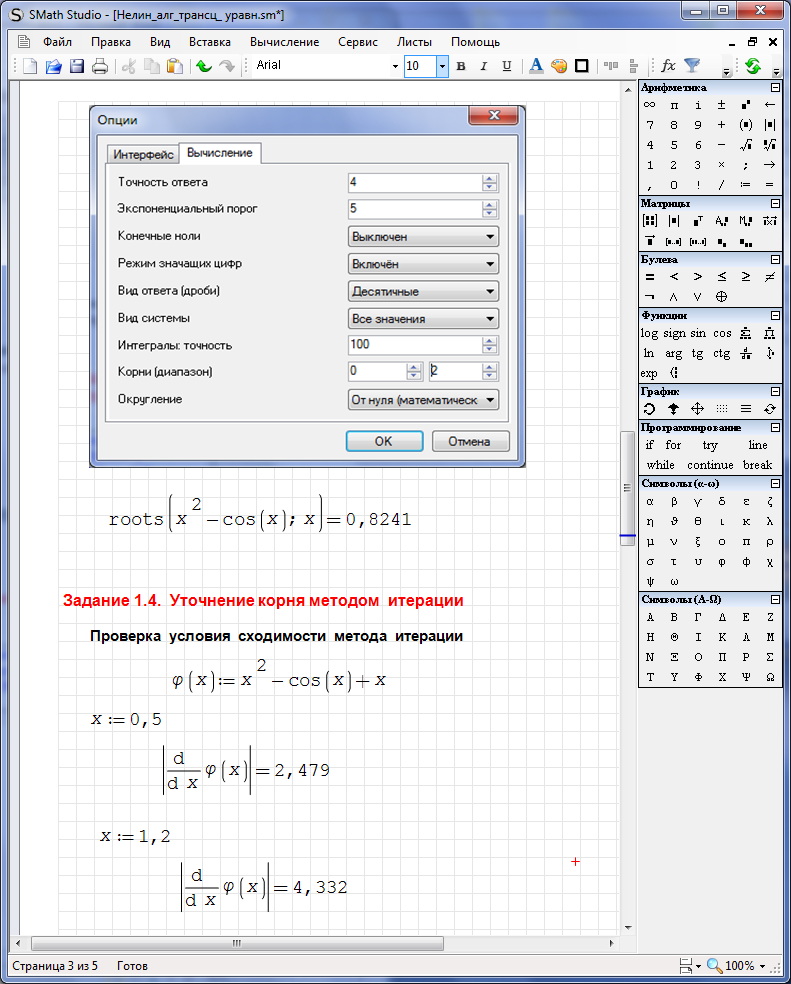 SMath Studio - [Нелин_алг_трансц_ уравн.sm*]
Файл Правка Вид Вставка Вычисление Сервис Листы Помощь
Arial 10 B I U A fx
Опции
Интерфейс Вычисление
Точность ответа 4
Экспоненциальный порог 5
Конечные ноли Выключен
Режим значащих цифр Включён
Вид ответа (дроби) Десятичные
Вид системы Все значения
Интегралы: точность 100
Корни (диапазон) 0 2
Округление От нуля (математическ
OK Отмена
roots(x² − cos(x); x) = 0,8241
Задание 1.4. Уточнение корня методом итерации
Проверка условия сходимости метода итерации
φ(x) := x² − cos(x) + x
x := 0,5
|d/dx φ(x)| = 2,479
x := 1,2
|d/dx φ(x)| = 4,332
Арифметика
∞ π i ± ←
7 8 9 + (■) |■|
4 5 6 −
1 2 3 × ; →
, 0 ! / := =
Матрицы
Булева
= < > ≤ ≥ ≠
¬ ∧ ∨ ⊕
Функции
log sign sin cos
ln arg tg ctg
exp
График
Программирование
if for try line
while continue break
Символы (α-ω)
α β γ δ ε ζ
η ϑ θ ι κ λ
μ ν ξ ο π ρ
σ τ υ φ ϕ χ
ψ ω
Символы (Α-Ω)
Α Β Γ Δ Ε Ζ
Η Θ Ι Κ Λ Μ
Ν Ξ Ο Π Ρ Σ
Τ Υ Φ Χ Ψ Ω
Страница 3 из 5 Готов 100%